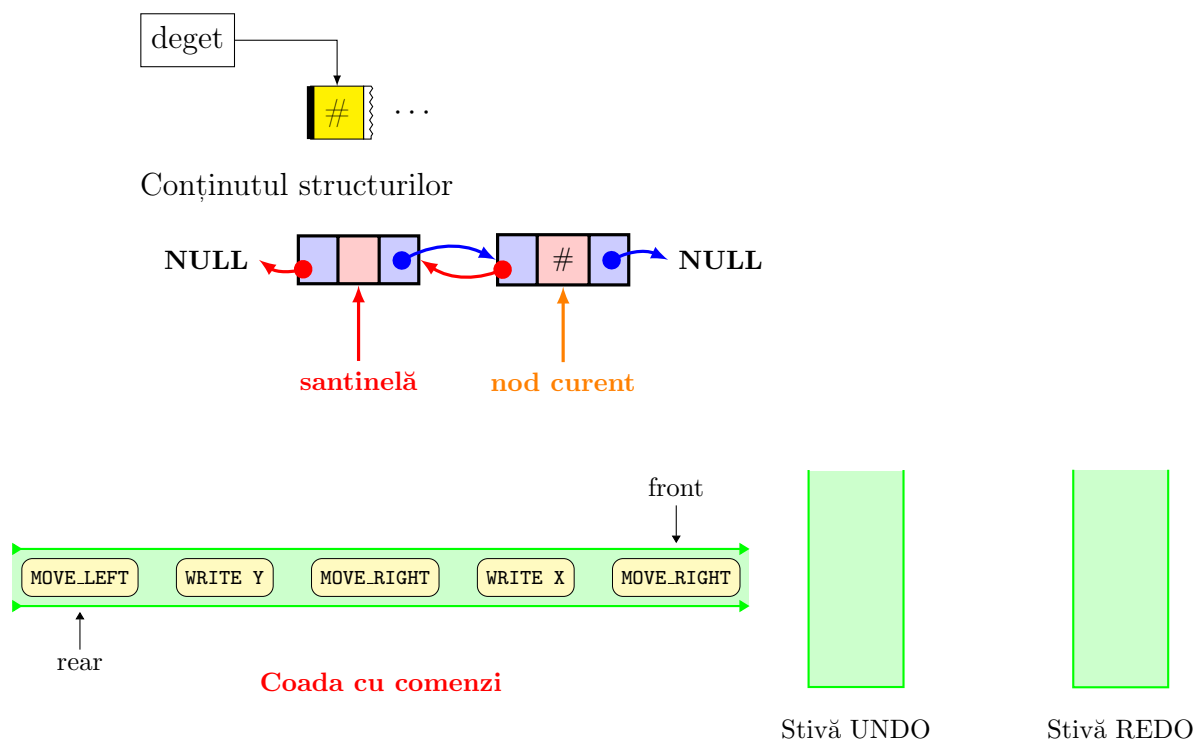 deget
# ...
Conținutul structurilor
NULL # NULL
santinelă nod curent
front
MOVE_LEFT WRITE Y MOVE_RIGHT WRITE X MOVE_RIGHT
rear
Coada cu comenzi
Stivă UNDO Stivă REDO